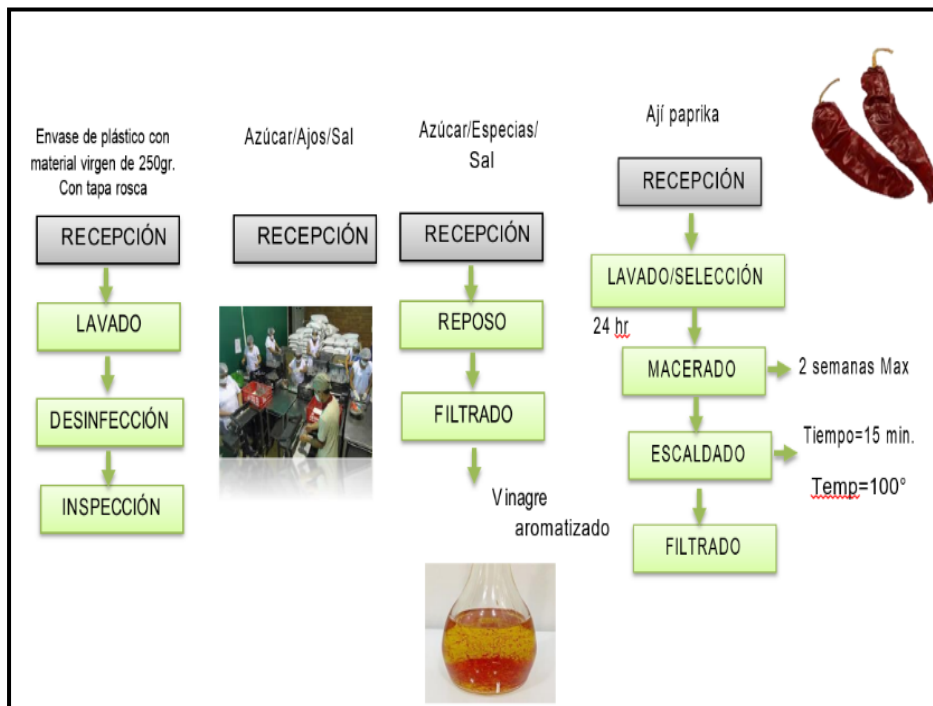 Envase de plástico con
material virgen de 250gr.
Con tapa rosca
RECEPCIÓN
LAVADO
DESINFECCIÓN
INSPECCIÓN
Azúcar/Ajos/Sal
RECEPCIÓN
Azúcar/Especias/
Sal
RECEPCIÓN
REPOSO
FILTRADO
Vinagre
aromatizado
Ají paprika
RECEPCIÓN
LAVADO/SELECCIÓN
24 hr
MACERADO
2 semanas Max
ESCALDADO
Tiempo=15 min.
Temp=100°
FILTRADO